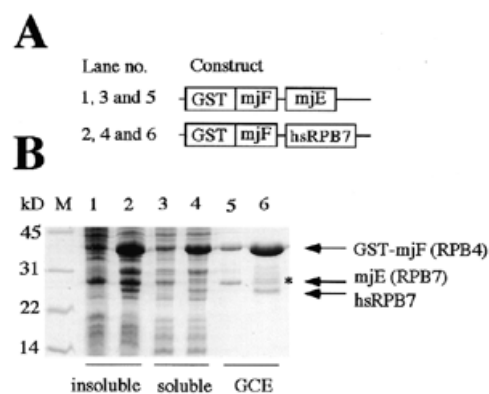 A
Lane no. Construct
1, 3 and 5 GST mjF mjE
2, 4 and 6 GST mjF hsRPB7
B
kD M 1 2 3 4 5 6
45
GST-mjF (RPB4)
31
* mjE (RPB7)
hsRPB7
22
14
insoluble soluble GCE